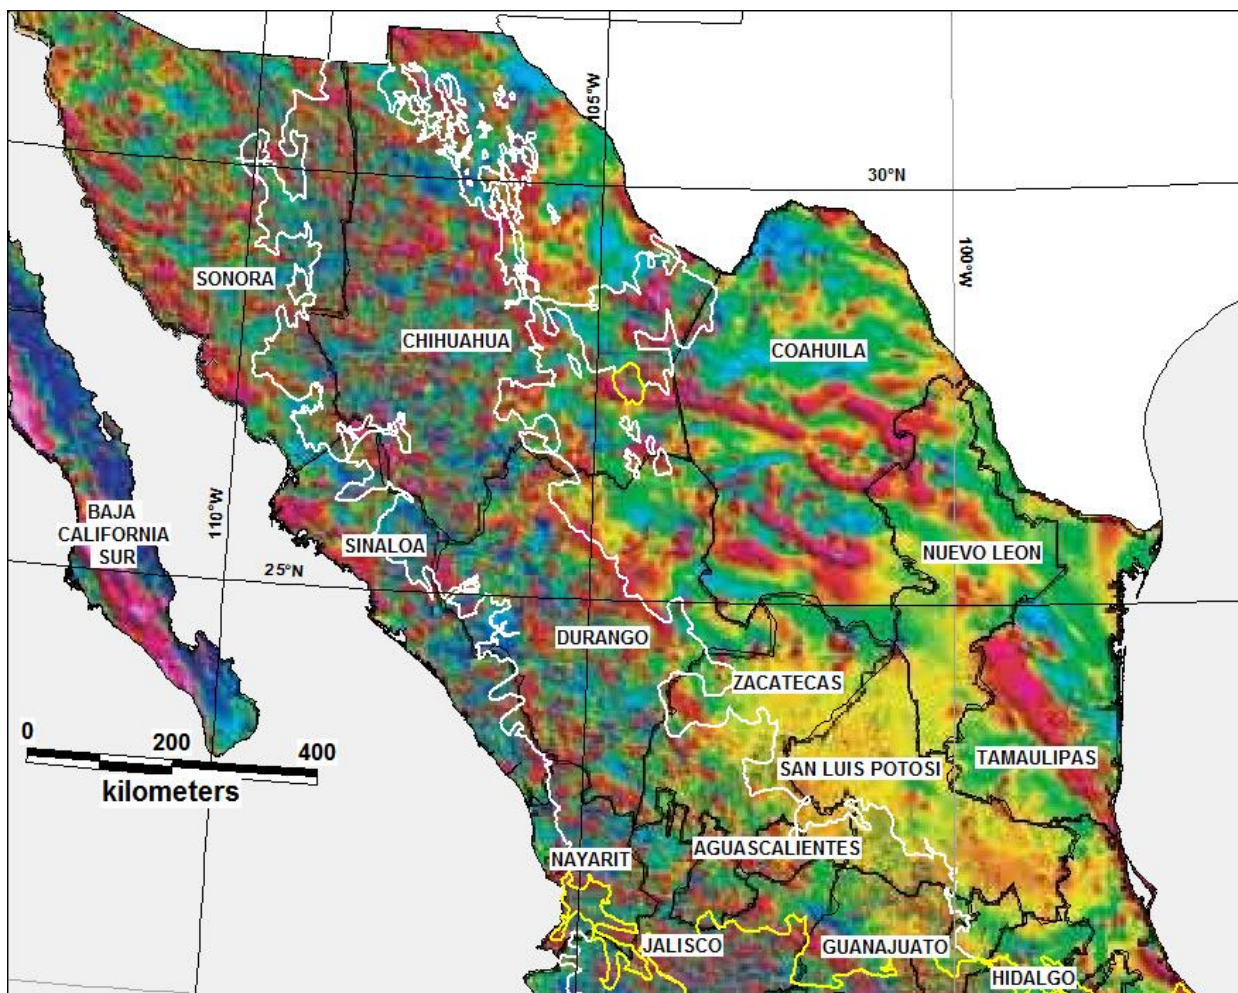 105°W
30°N
100°W
SONORA
CHIHUAHUA
COAHUILA
110°W
BAJA
CALIFORNIA
SUR
SINALOA
NUEVO LEON
25°N
DURANGO
ZACATECAS
0
200
400
kilometers
SAN LUIS POTOSI
TAMAULIPAS
NAYARIT
AGUASCALIENTES
JALISCO
GUANAJUATO
HIDALGO